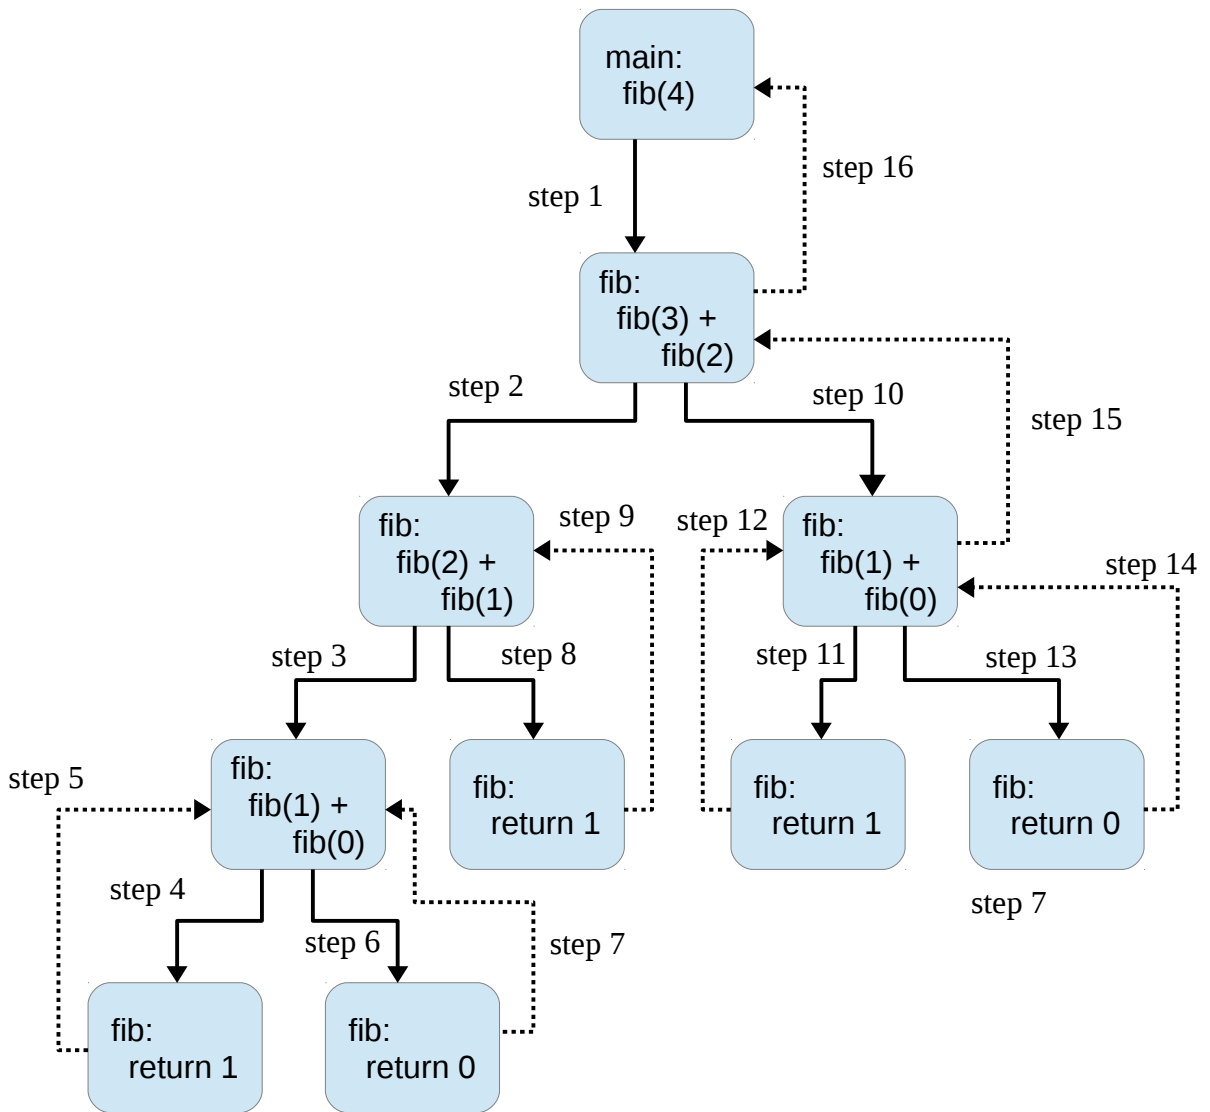 main:
fib(4)
step 16
step 1
fib:
fib(3) +
fib(2)
step 2
step 10
step 15
fib:
fib(2) +
fib(1)
step 9
step 12
fib:
fib(1) +
fib(0)
step 14
step 3
step 8
step 11
step 13
step 5
fib:
fib(1) +
fib(0)
fib:
return 1
fib:
return 1
fib:
return 0
step 4
step 6
step 7
step 7
fib:
return 1
fib:
return 0